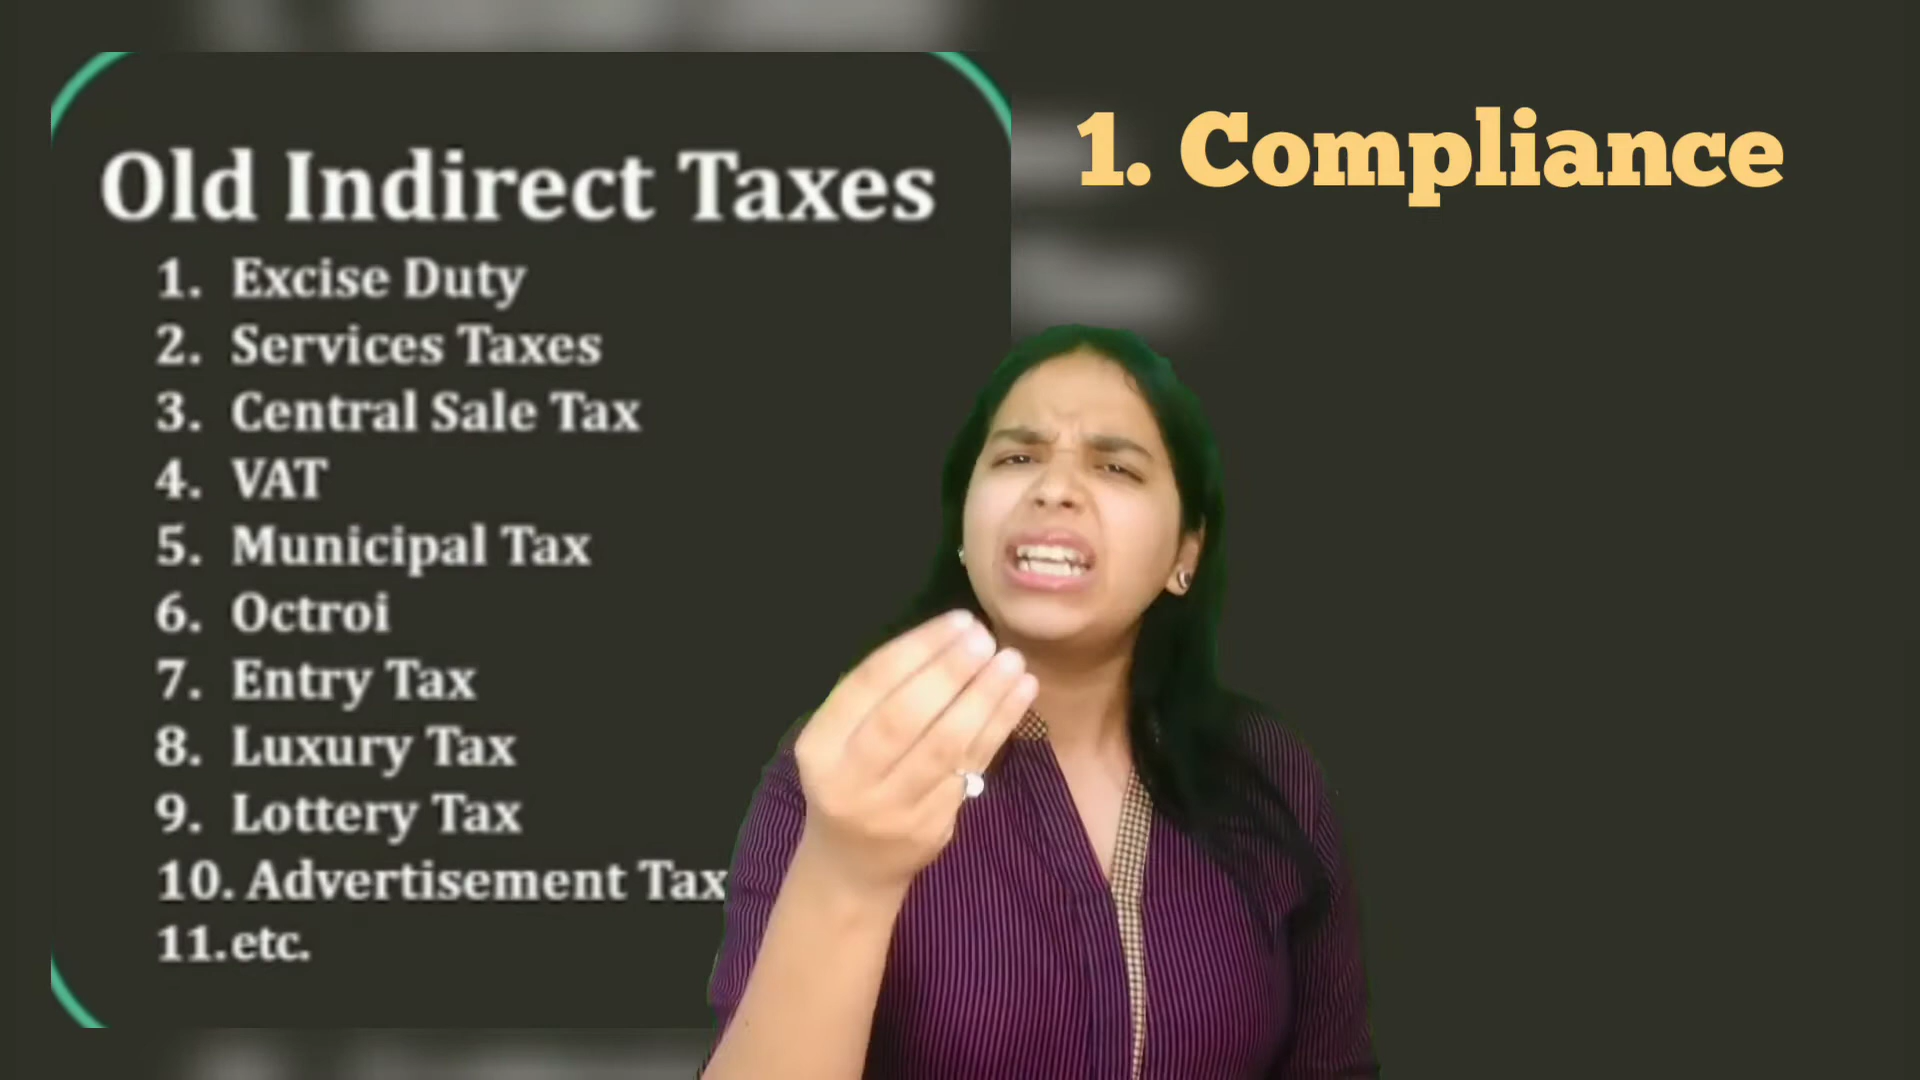 Old Indirect Taxes
1. Excise Duty
2. Services Taxes
3. Central Sale Tax
4. VAT
5. Municipal Tax
6. Octroi
7. Entry Tax
8. Luxury Tax
9. Lottery Tax
10. Advertisement Tax
11. etc.
1. Compliance